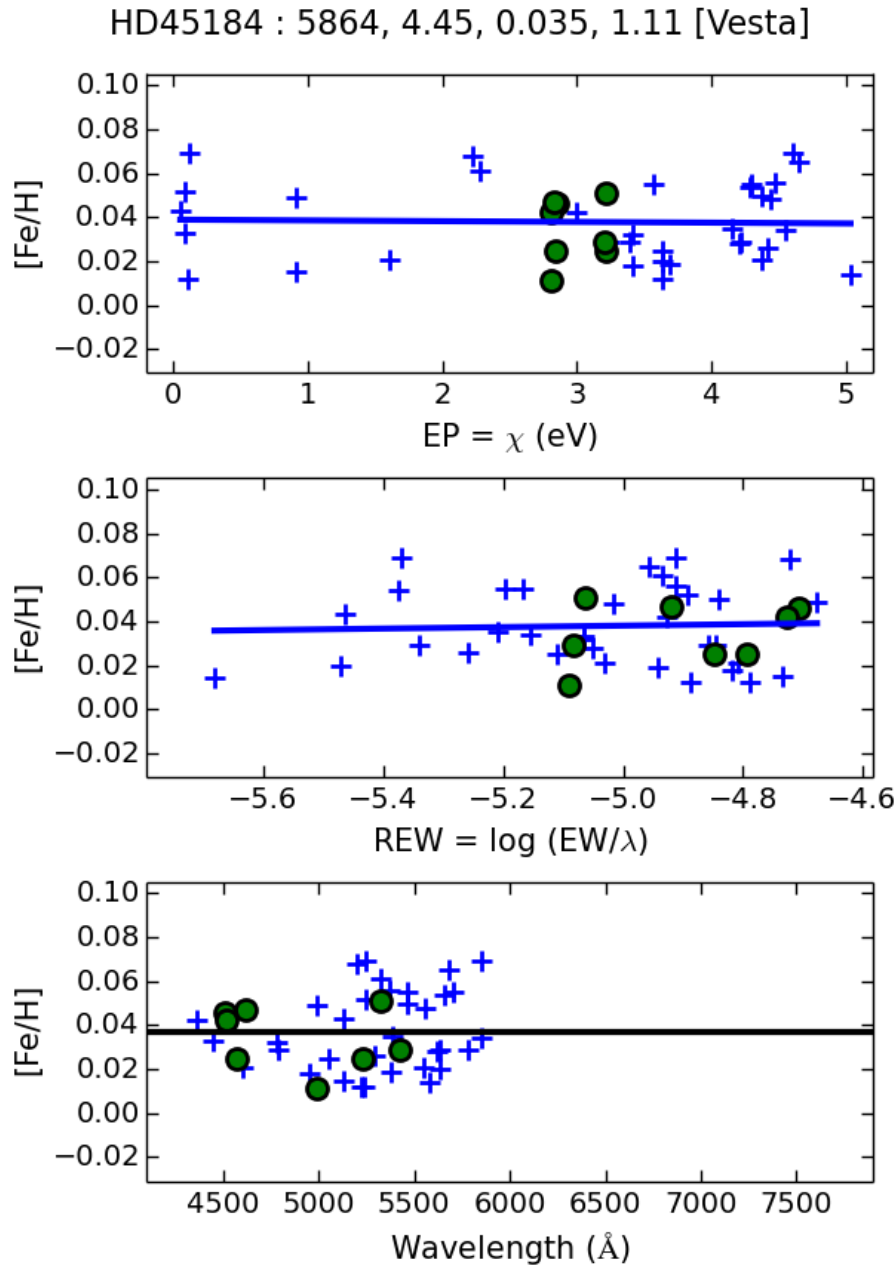 HD45184 : 5864, 4.45, 0.035, 1.11 [Vesta]
0.10
0.08
0.06
0.04
0.02
0.00
−0.02
[Fe/H]
0 1 2 3 4 5
EP = χ (eV)
0.10
0.08
0.06
0.04
0.02
0.00
−0.02
[Fe/H]
−5.6 −5.4 −5.2 −5.0 −4.8 −4.6
REW = log (EW/λ)
0.10
0.08
0.06
0.04
0.02
0.00
−0.02
[Fe/H]
4500 5000 5500 6000 6500 7000 7500
Wavelength (Å)